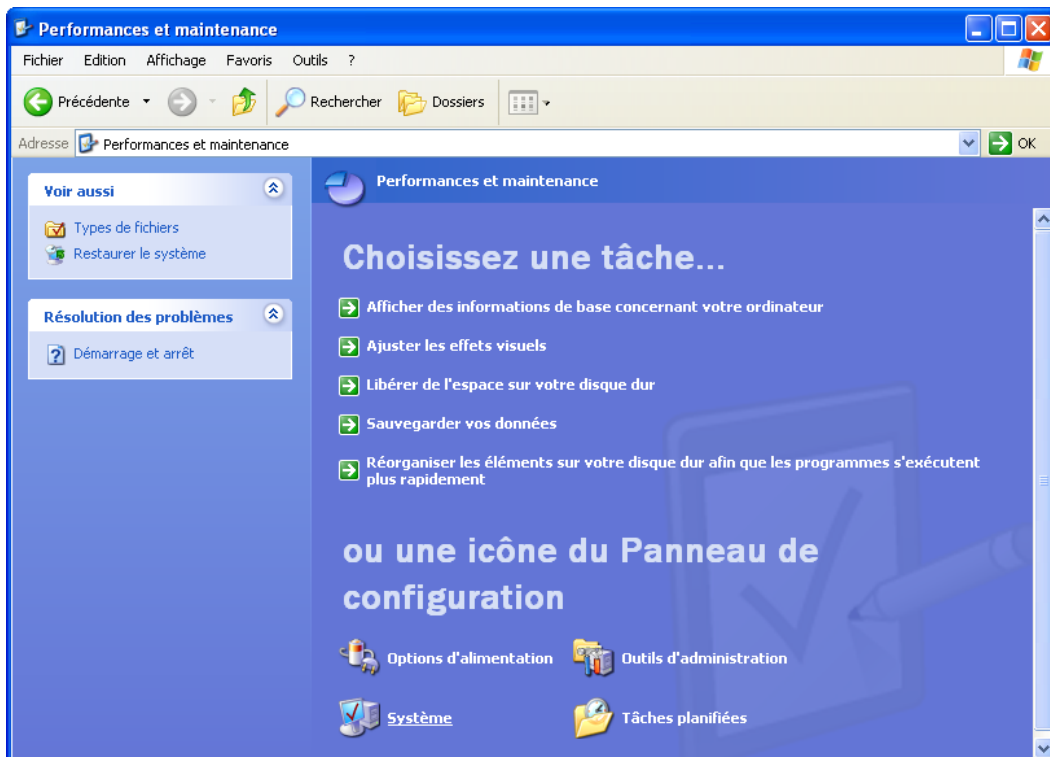 Performances et maintenance
Fichier Edition Affichage Favoris Outils ?
Précédente Rechercher Dossiers
Adresse Performances et maintenance OK
Voir aussi
Types de fichiers
Restaurer le système
Résolution des problèmes
Démarrage et arrêt
Performances et maintenance
Choisissez une tâche...
Afficher des informations de base concernant votre ordinateur
Ajuster les effets visuels
Libérer de l'espace sur votre disque dur
Sauvegarder vos données
Réorganiser les éléments sur votre disque dur afin que les programmes s'exécutent
plus rapidement
ou une icône du Panneau de
configuration
Options d'alimentation Outils d'administration
Système Tâches planifiées